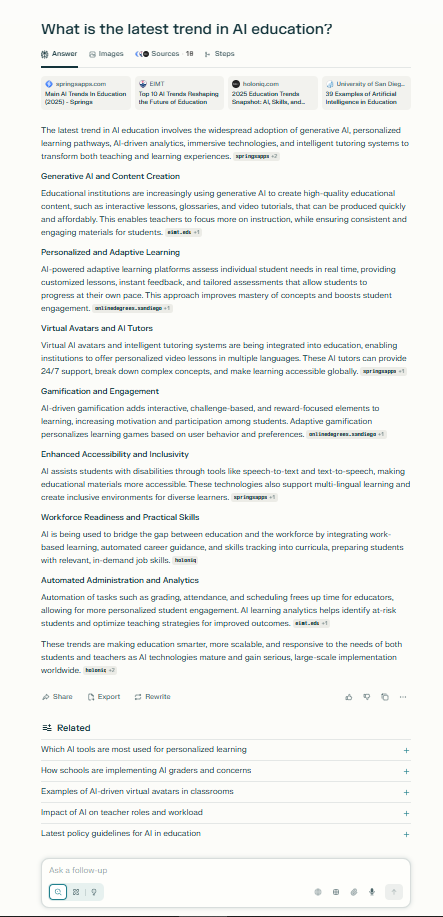 What is the latest trend in AI education?
Answer Images Sources 18 Steps
springsapps.com
Main AI Trends In Education
(2025) - Springs
EIMT
Top 10 AI Trends Reshaping
the Future of Education
holoniq.com
2025 Education Trends
Snapshot: AI, Skills, and...
University of San Dieg...
39 Examples of Artificial
Intelligence in Education
The latest trend in AI education involves the widespread adoption of generative AI, personalized
learning pathways, AI-driven analytics, immersive technologies, and intelligent tutoring systems to
transform both teaching and learning experiences. springsapps +2
Generative AI and Content Creation
Educational institutions are increasingly using generative AI to create high-quality educational
content, such as interactive lessons, glossaries, and video tutorials, that can be produced quickly
and affordably. This enables teachers to focus more on instruction, while ensuring consistent and
engaging materials for students. eimt.edu +1
Personalized and Adaptive Learning
AI-powered adaptive learning platforms assess individual student needs in real time, providing
customized lessons, instant feedback, and tailored assessments that allow students to
progress at their own pace. This approach improves mastery of concepts and boosts student
engagement. onlinedegrees.sandiego +1
Virtual Avatars and AI Tutors
Virtual AI avatars and intelligent tutoring systems are being integrated into education, enabling
institutions to offer personalized video lessons in multiple languages. These AI tutors can provide
24/7 support, break down complex concepts, and make learning accessible globally. springsapps +1
Gamification and Engagement
AI-driven gamification adds interactive, challenge-based, and reward-focused elements to
learning, increasing motivation and participation among students. Adaptive gamification
personalizes learning games based on user behavior and preferences. onlinedegrees.sandiego +1
Enhanced Accessibility and Inclusivity
AI assists students with disabilities through tools like speech-to-text and text-to-speech, making
educational materials more accessible. These technologies also support multi-lingual learning and
create inclusive environments for diverse learners. springsapps +1
Workforce Readiness and Practical Skills
AI is being used to bridge the gap between education and the workforce by integrating work-
based learning, automated career guidance, and skills tracking into curricula, preparing students
with relevant, in-demand job skills. holoniq
Automated Administration and Analytics
Automation of tasks such as grading, attendance, and scheduling frees up time for educators,
allowing for more personalized student engagement. AI learning analytics helps identify at-risk
students and optimize teaching strategies for improved outcomes. eimt.edu +1
These trends are making education smarter, more scalable, and responsive to the needs of both
students and teachers as AI technologies mature and gain serious, large-scale implementation
worldwide. holoniq +2
Share Export Rewrite
Related
Which AI tools are most used for personalized learning
How schools are implementing AI graders and concerns
Examples of AI-driven virtual avatars in classrooms
Impact of AI on teacher roles and workload
Latest policy guidelines for AI in education
Ask a follow-up